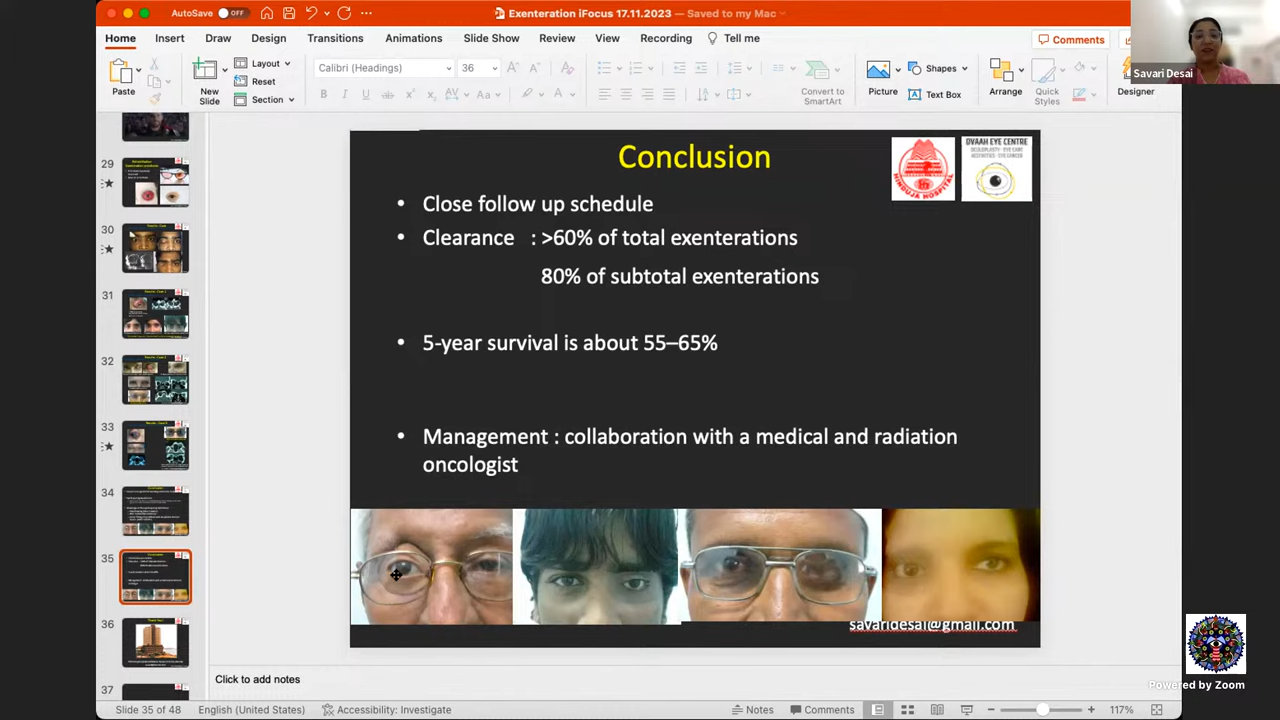 AutoSave OFF
Exenteration iFocus 17.11.2023 — Saved to my Mac
Home Insert Draw Design Transitions Animations Slide Show Review View Recording Tell me
Comments
Paste
New Slide
Layout
Reset
Section
Calibri (Headings) 36
Convert to SmartArt
Picture
Shapes
Text Box
Arrange
Quick Styles
Designer
Savari Desai
29
30
31
32
33
34
35
36
37
Conclusion
HINDUJA HOSPITAL
DVAAH EYE CENTRE
• Close follow up schedule
• Clearance : >60% of total exenterations
80% of subtotal exenterations
• 5-year survival is about 55–65%
• Management : collaboration with a medical and radiation
oncologist
savaridesai@gmail.com
Click to add notes
Slide 35 of 48 English (United States) Accessibility: Investigate Notes Comments 117%
Powered by Zoom